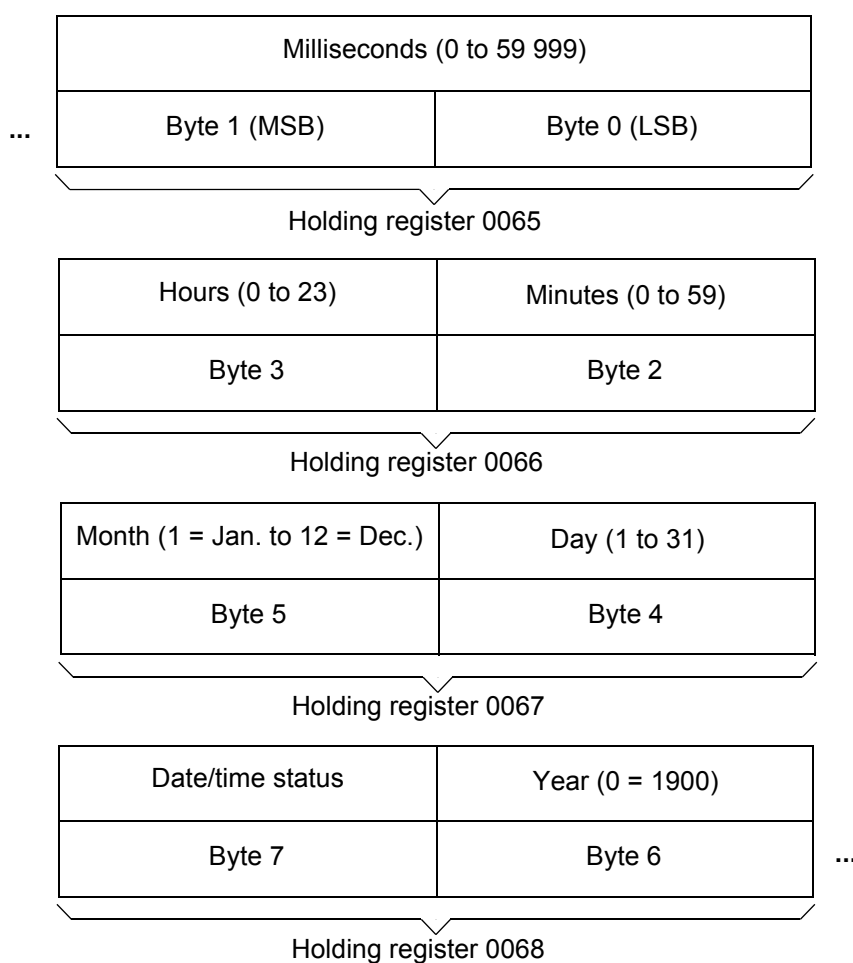 Milliseconds (0 to 59 999)
... Byte 1 (MSB) Byte 0 (LSB)
Holding register 0065
Hours (0 to 23) Minutes (0 to 59)
Byte 3 Byte 2
Holding register 0066
Month (1 = Jan. to 12 = Dec.) Day (1 to 31)
Byte 5 Byte 4
Holding register 0067
Date/time status Year (0 = 1900)
Byte 7 Byte 6 ...
Holding register 0068